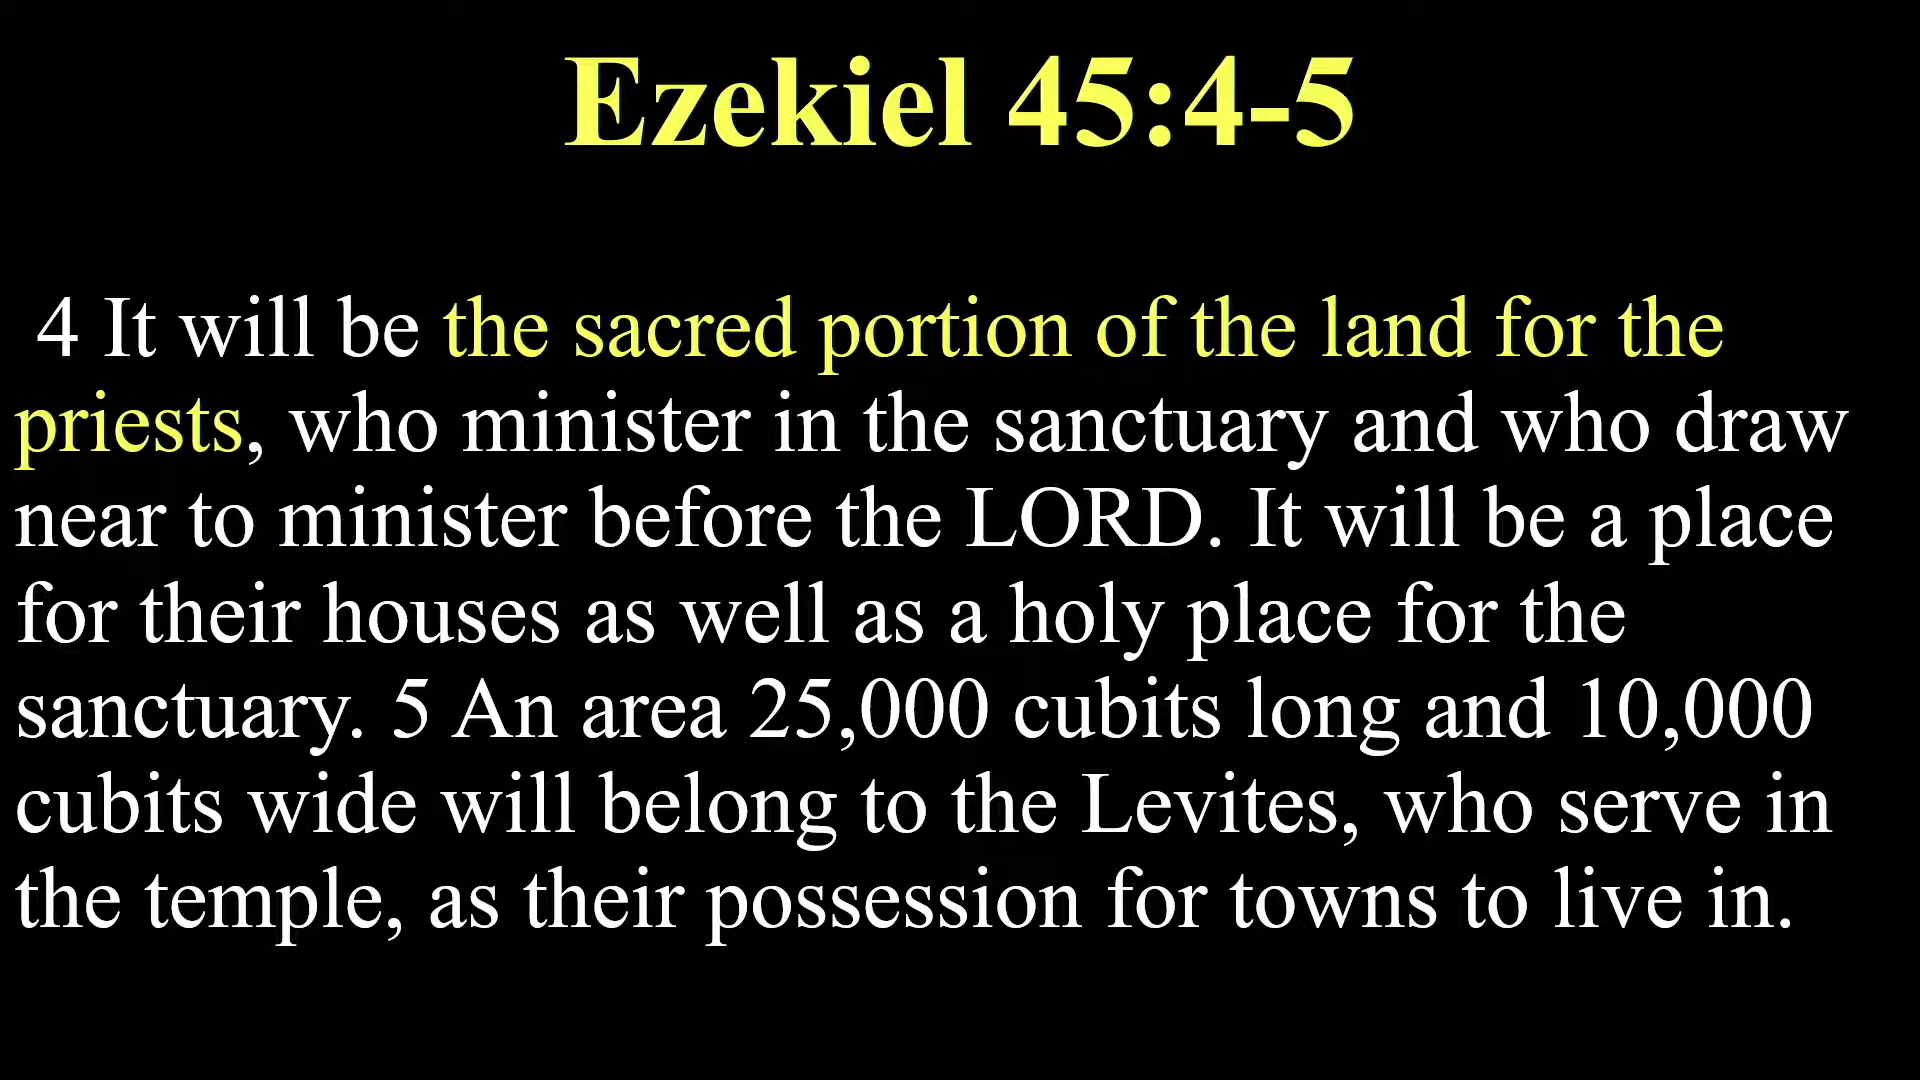 Ezekiel 45:4-5
4 It will be the sacred portion of the land for the
priests, who minister in the sanctuary and who draw
near to minister before the LORD. It will be a place
for their houses as well as a holy place for the
sanctuary. 5 An area 25,000 cubits long and 10,000
cubits wide will belong to the Levites, who serve in
the temple, as their possession for towns to live in.